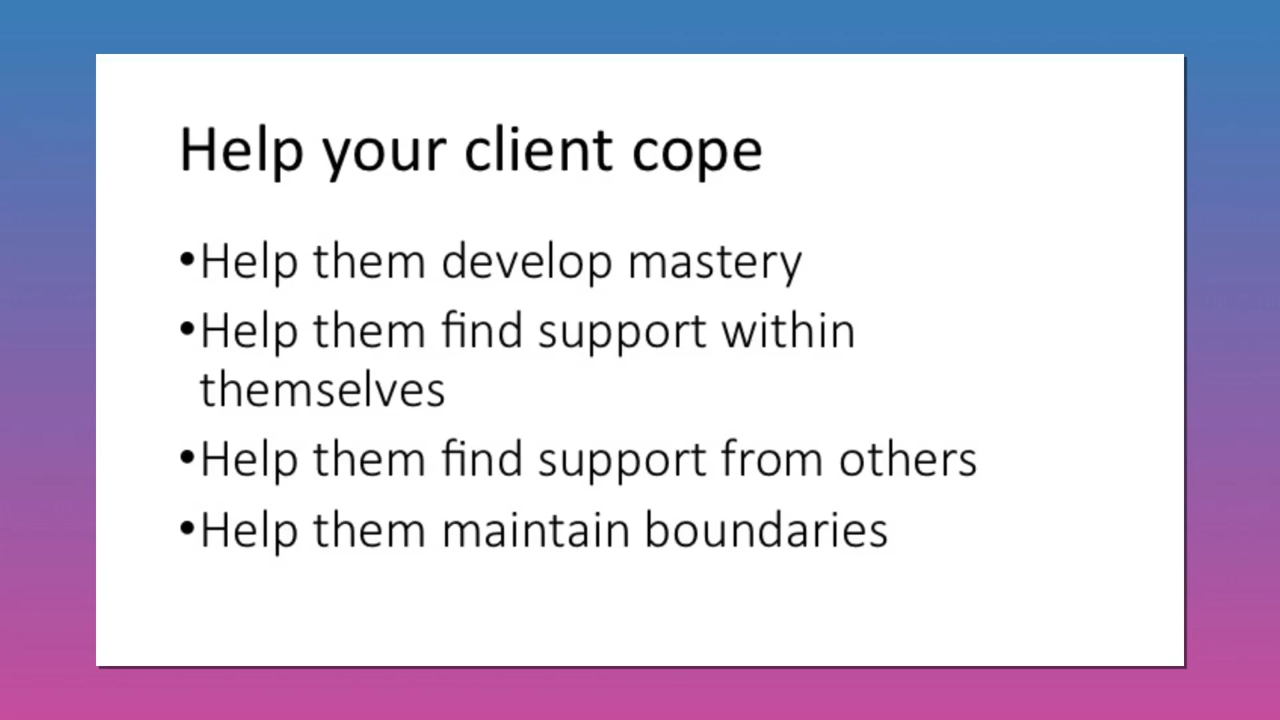 Help your client cope
•Help them develop mastery
•Help them find support within
themselves
•Help them find support from others
•Help them maintain boundaries